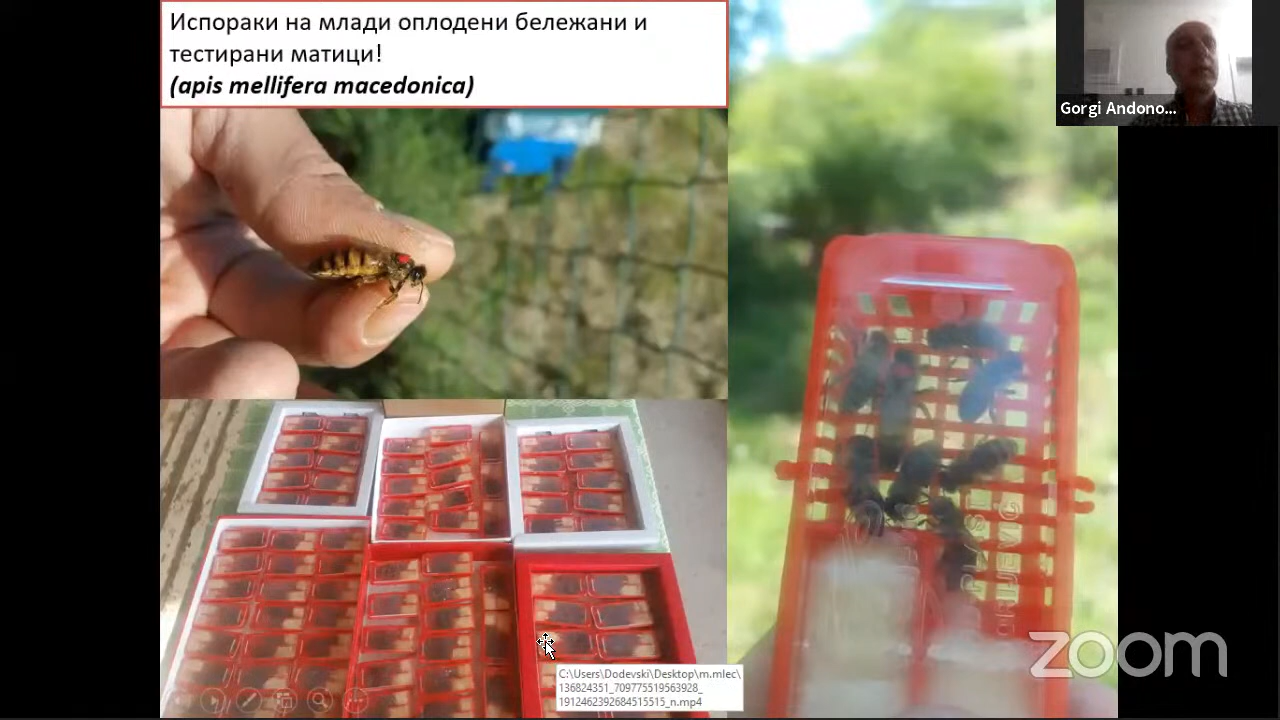 Испораки на млади оплодени бележани и
тестирани матици!
(apis mellifera macedonica)
Gorgi Andono...
C:\Users\Dodevski\Desktop\m.mlec\
136824351_709775519563928_
1912462392684515515_n.mp4
zoom